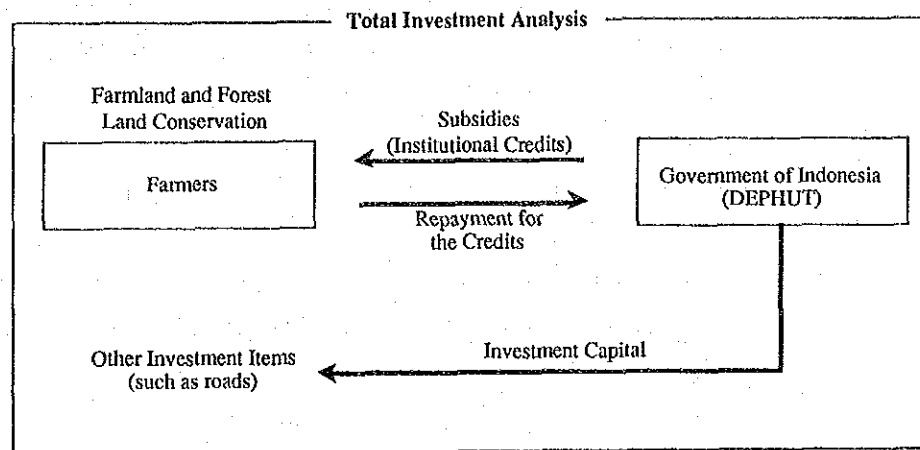 Total Investment Analysis
Farmland and Forest
Land Conservation
Farmers
Subsidies
(Institutional Credits)
Repayment for
the Credits
Government of Indonesia
(DEPHUT)
Other Investment Items
(such as roads)
Investment Capital